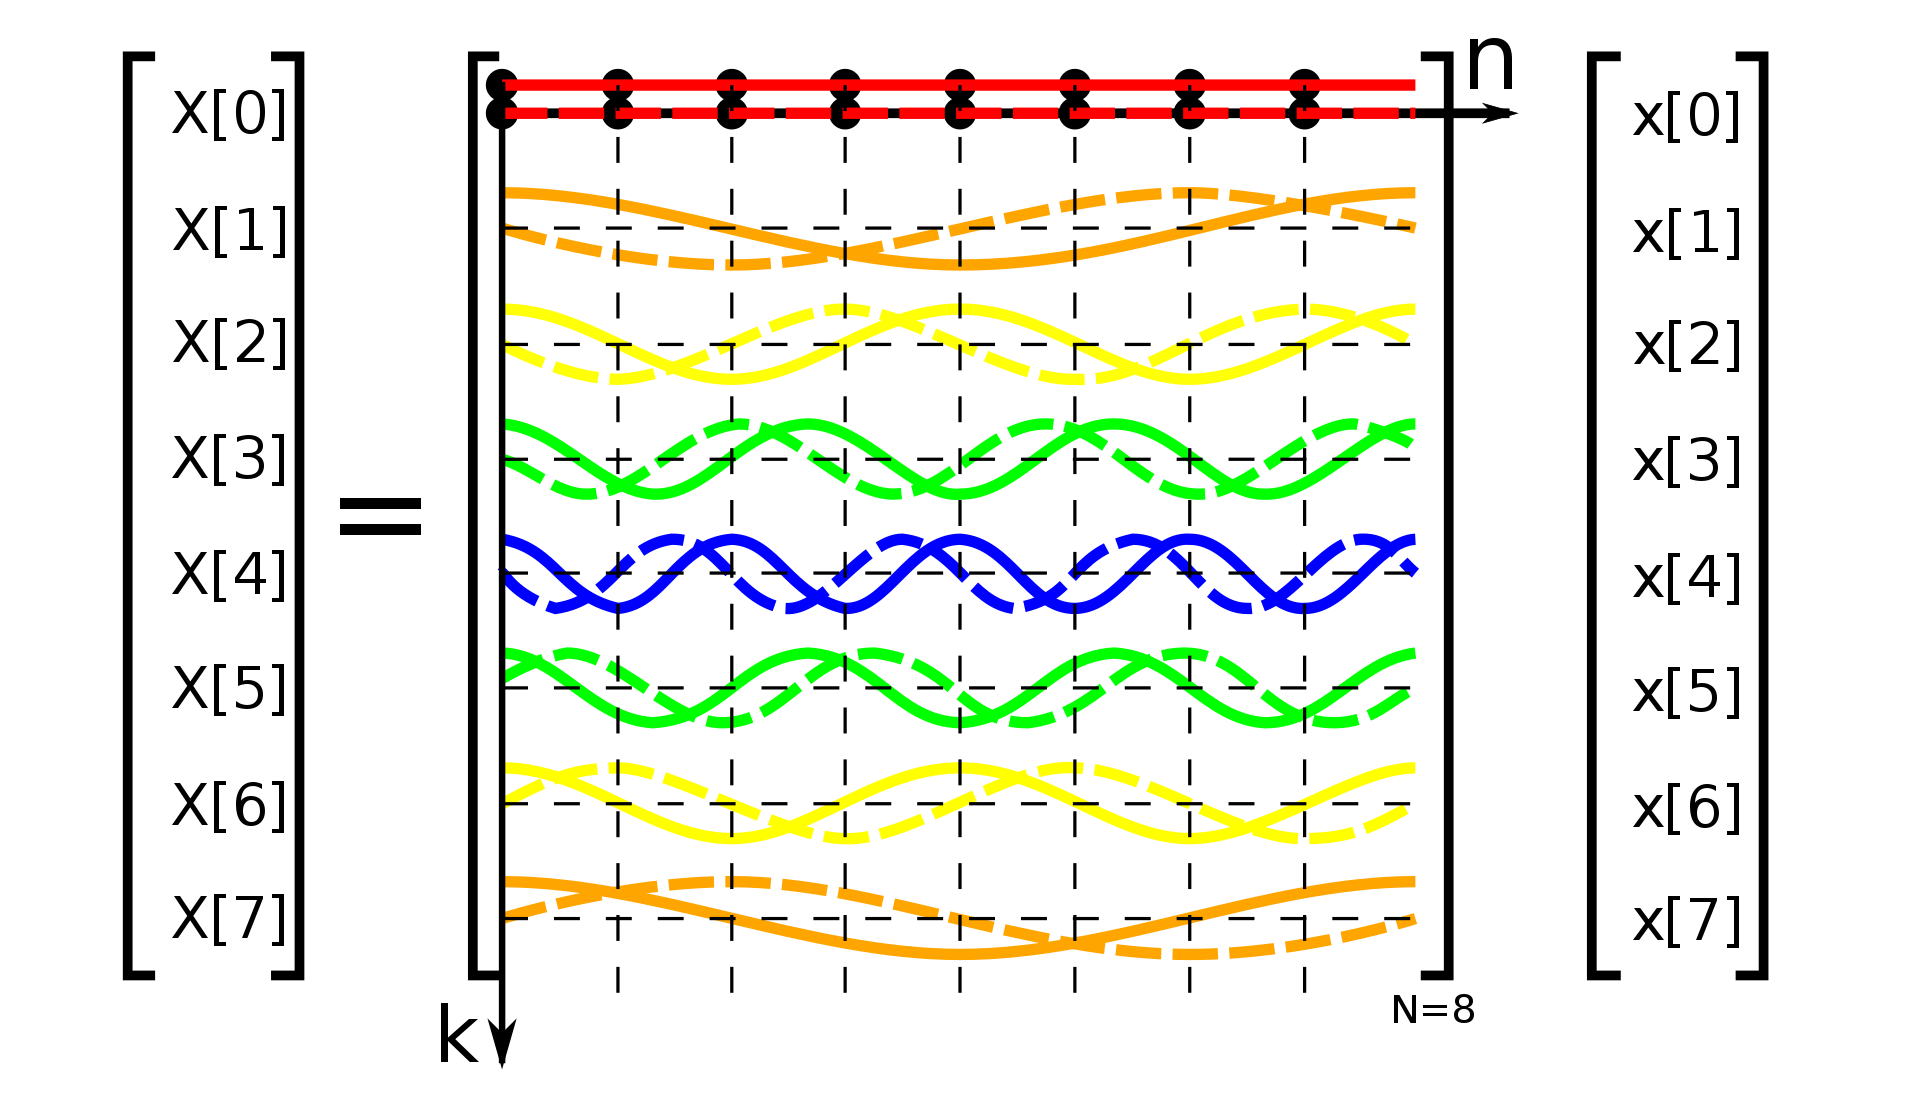 n
X[0]
x[0]
X[1]
x[1]
X[2]
x[2]
X[3]
x[3]
=
X[4]
x[4]
X[5]
x[5]
X[6]
x[6]
X[7]
x[7]
N=8
k